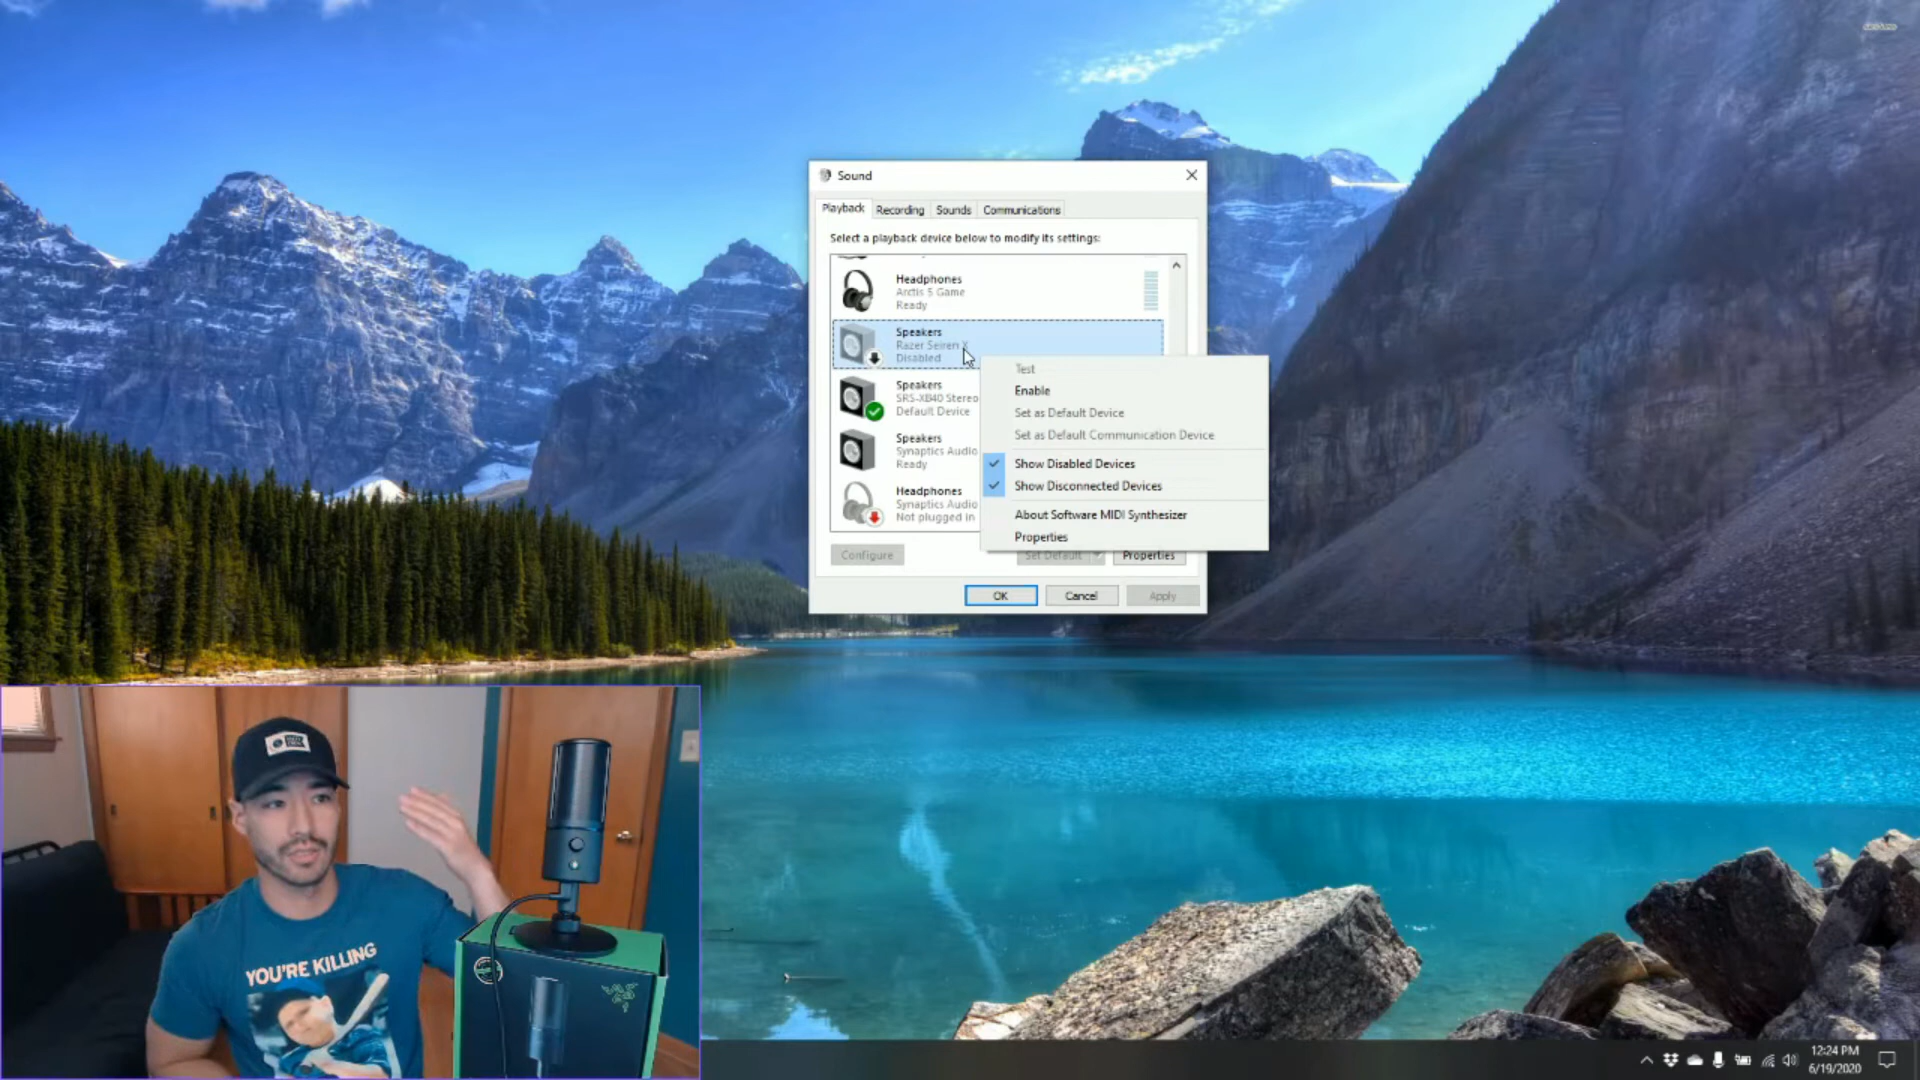 Sound
Playback
Recording
Sounds
Communications
Select a playback device below to modify its settings:
Headphones
Arctis 5 Game
Ready
Speakers
Razer Seiren X
Disabled
Speakers
SRS-XB40 Stereo
Default Device
Speakers
Synaptics Audio
Ready
Headphones
Synaptics Audio
Not plugged in
Test
Enable
Set as Default Device
Set as Default Communication Device
Show Disabled Devices
Show Disconnected Devices
About Software MIDI Synthesizer
Properties
Configure
Set Default
Properties
OK
Cancel
Apply
YOU'RE KILLING
12:24 PM
6/19/2020